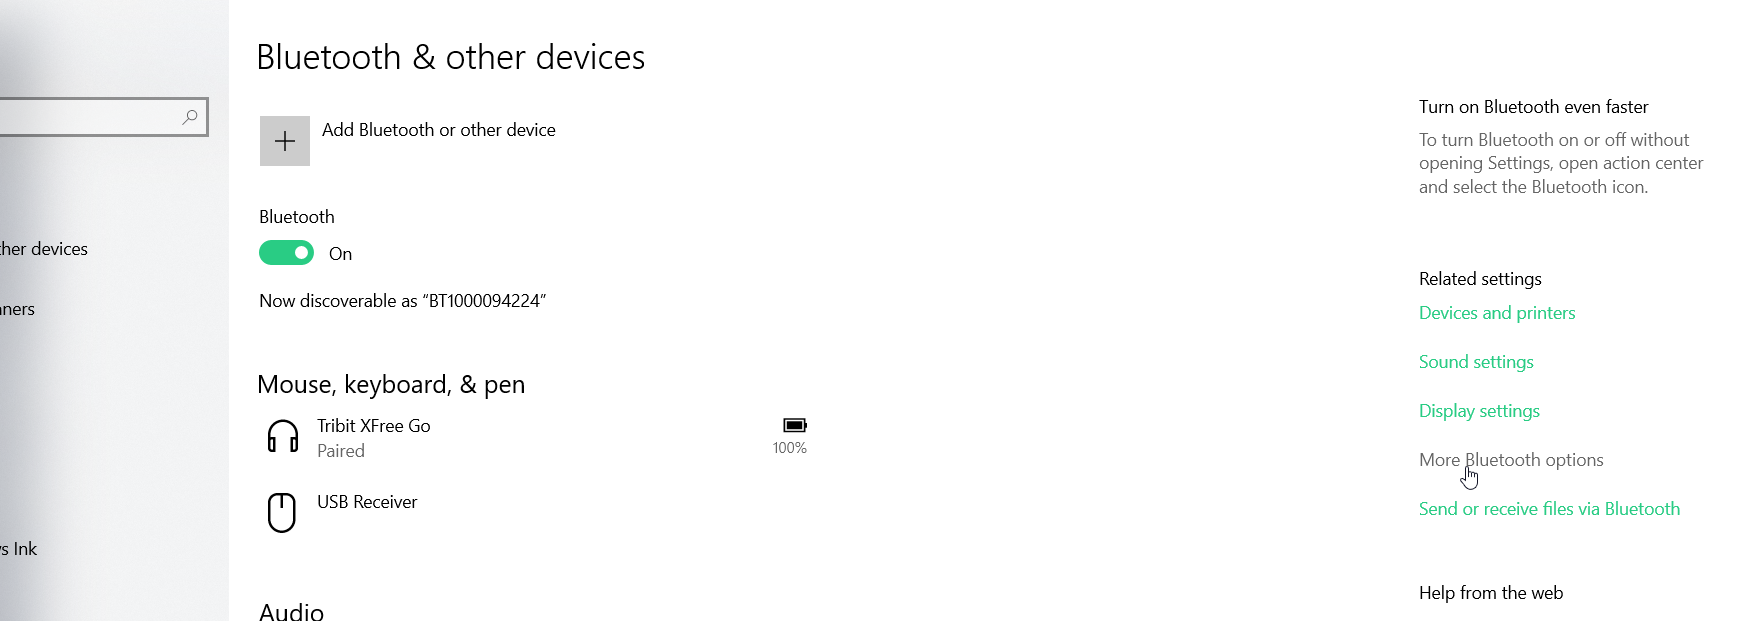 Bluetooth & other devices
Add Bluetooth or other device
Bluetooth
On
Now discoverable as “BT1000094224”
Mouse, keyboard, & pen
Tribit XFree Go
Paired
100%
USB Receiver
Audio
her devices
ners
s Ink
Turn on Bluetooth even faster
To turn Bluetooth on or off without
opening Settings, open action center
and select the Bluetooth icon.
Related settings
Devices and printers
Sound settings
Display settings
More Bluetooth options
Send or receive files via Bluetooth
Help from the web